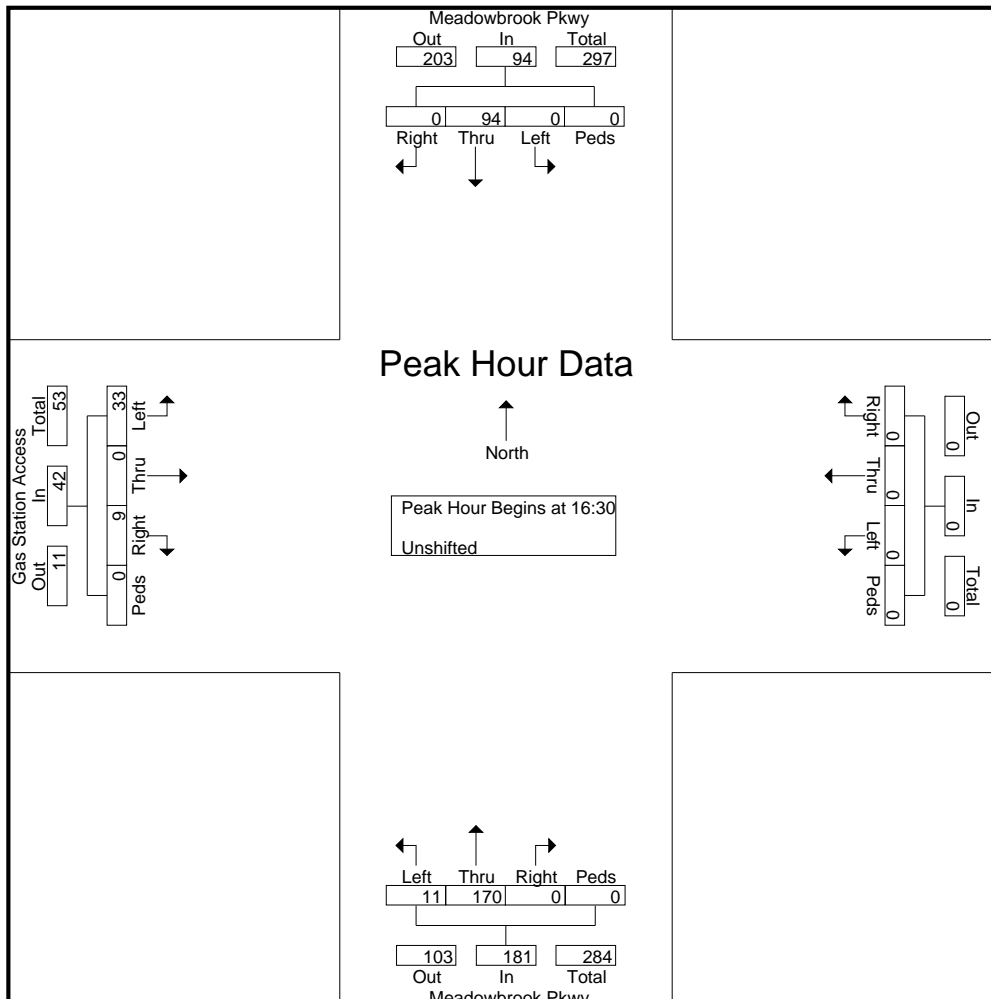 Meadowbrook Pkwy
Out In Total
203 94 297
0 94 0 0
Right Thru Left Peds
Peak Hour Data
North
Peak Hour Begins at 16:30
Unshifted
Gas Station Access
Total In Out
53 42 11
33 0 9 0
Left Thru Right Peds
Right Thru Left Peds
0 0 0 0
Out In Total
0 0 0
Left Thru Right Peds
11 170 0 0
103 181 284
Out In Total
Meadowbrook Pkwy